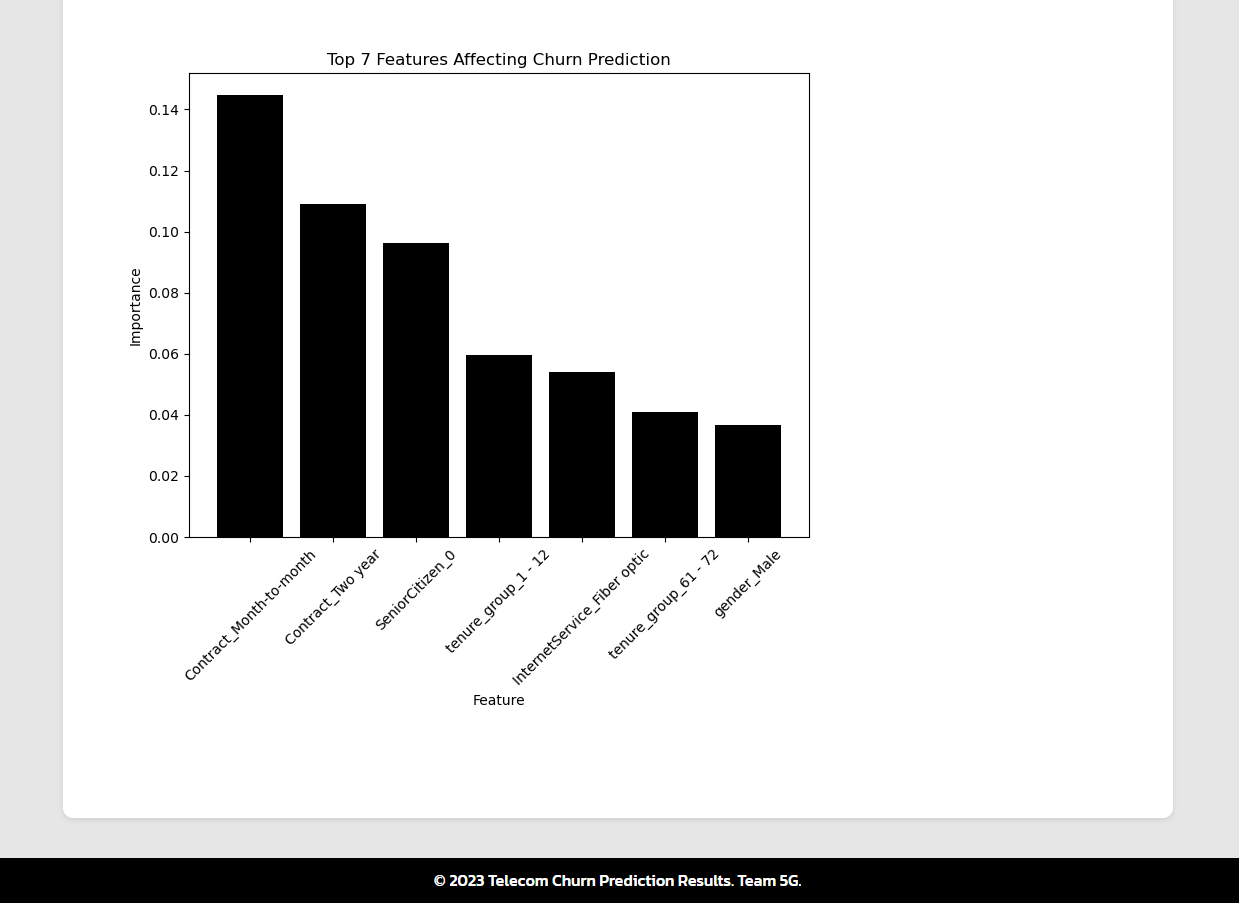 Top 7 Features Affecting Churn Prediction
0.14
0.12
0.10
0.08
0.06
0.04
0.02
0.00
Importance
Contract_Month-to-month
Contract_Two year
SeniorCitizen_0
tenure_group_1 - 12
InternetService_Fiber optic
tenure_group_61 - 72
gender_Male
Feature
© 2023 Telecom Churn Prediction Results. Team 5G.